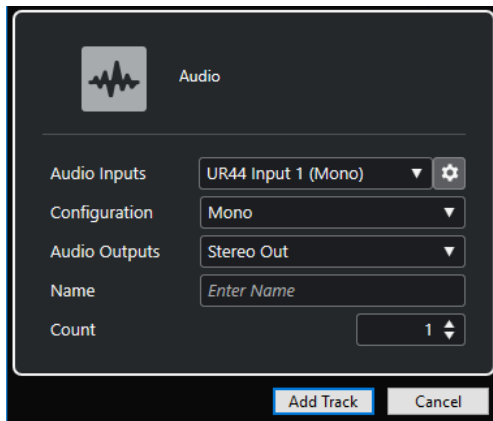 Audio
Audio Inputs UR44 Input 1 (Mono)
Configuration Mono
Audio Outputs Stereo Out
Name Enter Name
Count 1
Add Track Cancel